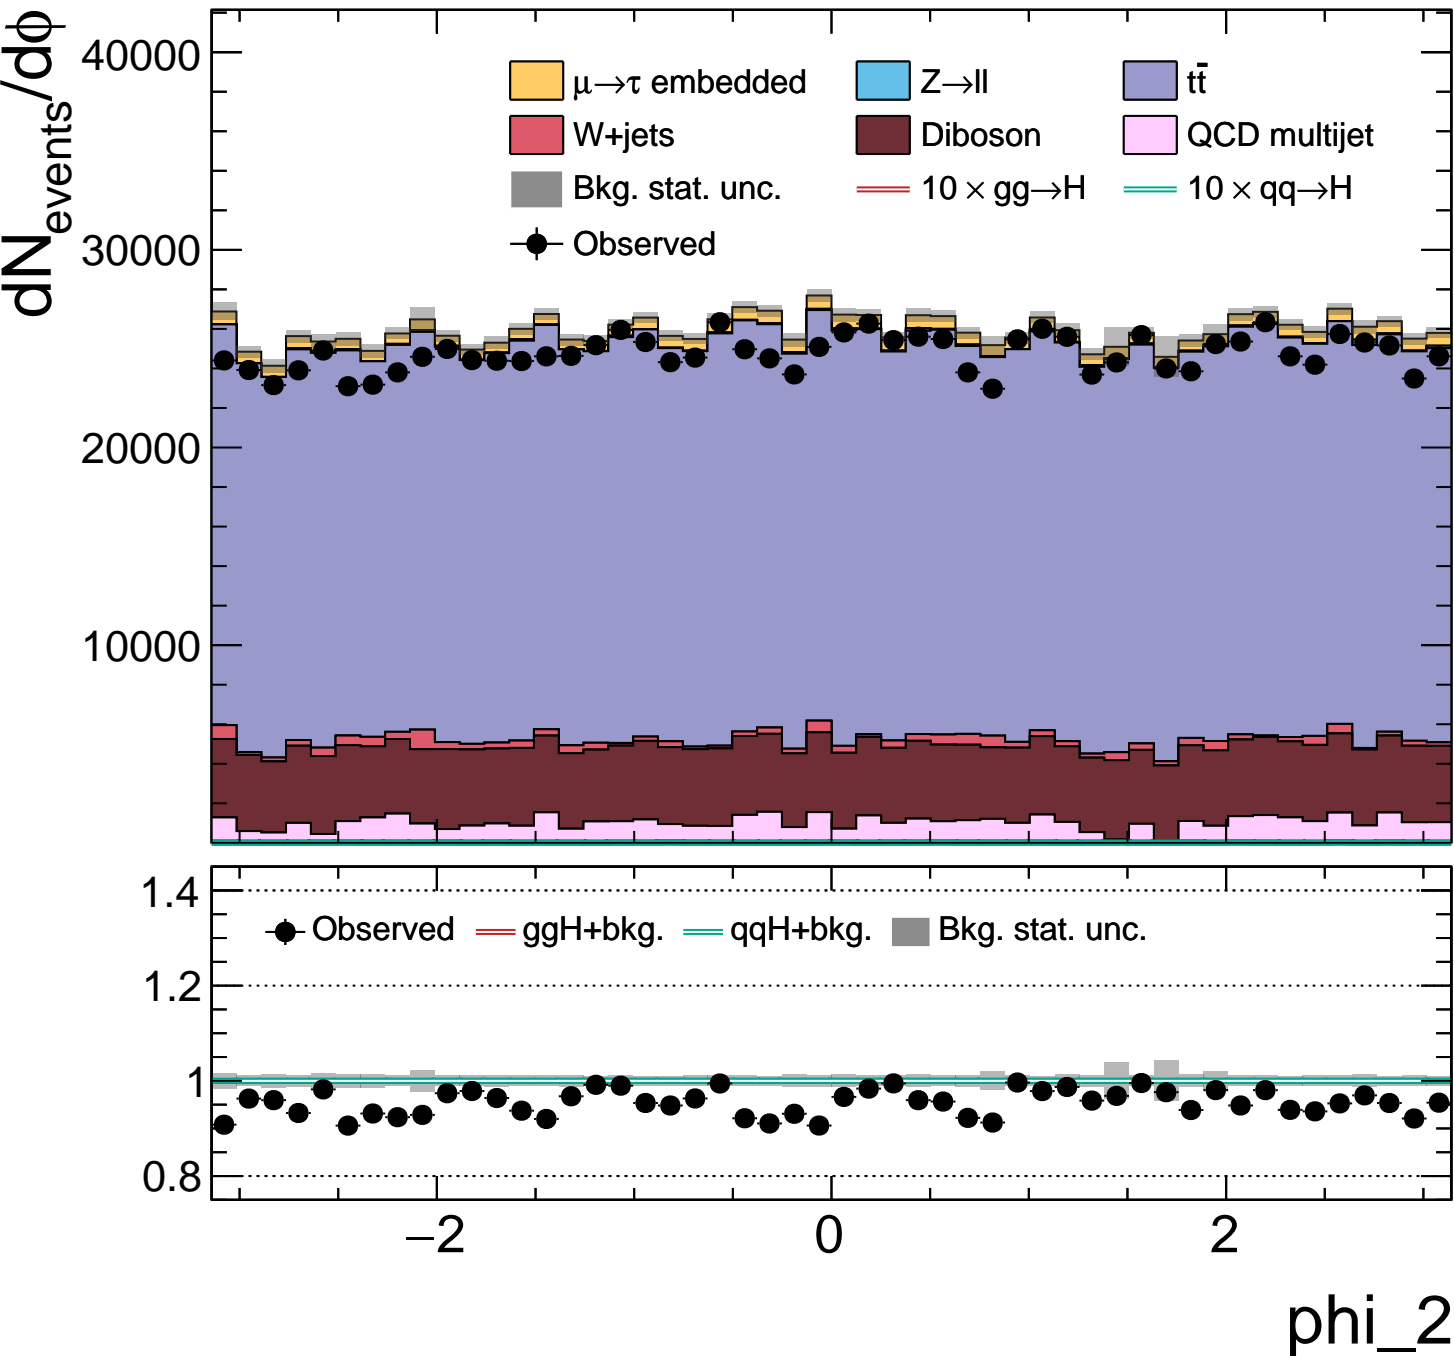 dN_events/dϕ
40000
μ→τ embedded Z→ll tt̄
W+jets Diboson QCD multijet
Bkg. stat. unc. 10 × gg→H 10 × qq→H
Observed
30000
20000
10000
1.4
Observed ggH+bkg. qqH+bkg. Bkg. stat. unc.
1.2
1
0.8
−2 0 2
phi_2